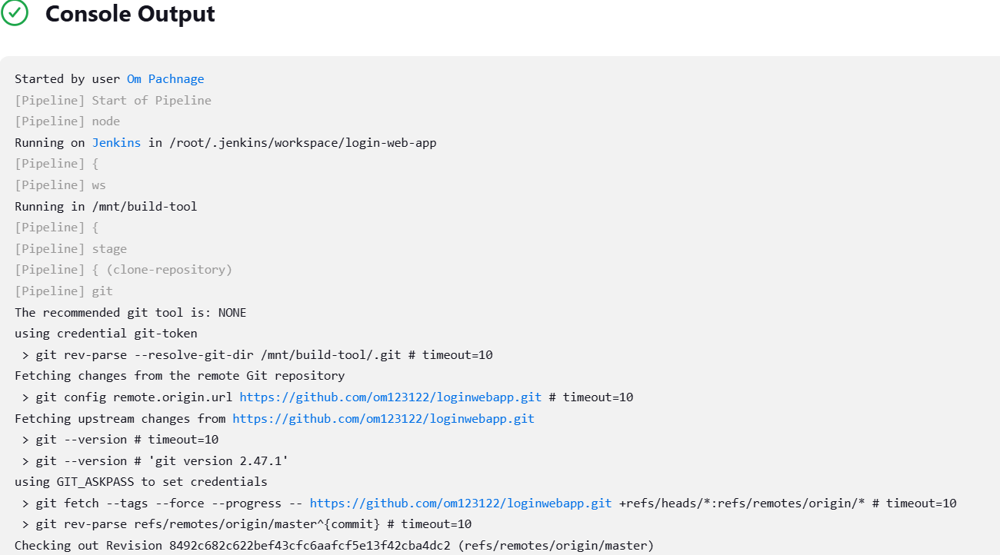 Console Output
Started by user Om Pachnage
[Pipeline] Start of Pipeline
[Pipeline] node
Running on Jenkins in /root/.jenkins/workspace/login-web-app
[Pipeline] {
[Pipeline] ws
Running in /mnt/build-tool
[Pipeline] {
[Pipeline] stage
[Pipeline] { (clone-repository)
[Pipeline] git
The recommended git tool is: NONE
using credential git-token
 > git rev-parse --resolve-git-dir /mnt/build-tool/.git # timeout=10
Fetching changes from the remote Git repository
 > git config remote.origin.url https://github.com/om123122/loginwebapp.git # timeout=10
Fetching upstream changes from https://github.com/om123122/loginwebapp.git
 > git --version # timeout=10
 > git --version # 'git version 2.47.1'
using GIT_ASKPASS to set credentials
 > git fetch --tags --force --progress -- https://github.com/om123122/loginwebapp.git +refs/heads/*:refs/remotes/origin/* # timeout=10
 > git rev-parse refs/remotes/origin/master^{commit} # timeout=10
Checking out Revision 8492c682c622bef43cfc6aafcf5e13f42cba4dc2 (refs/remotes/origin/master)